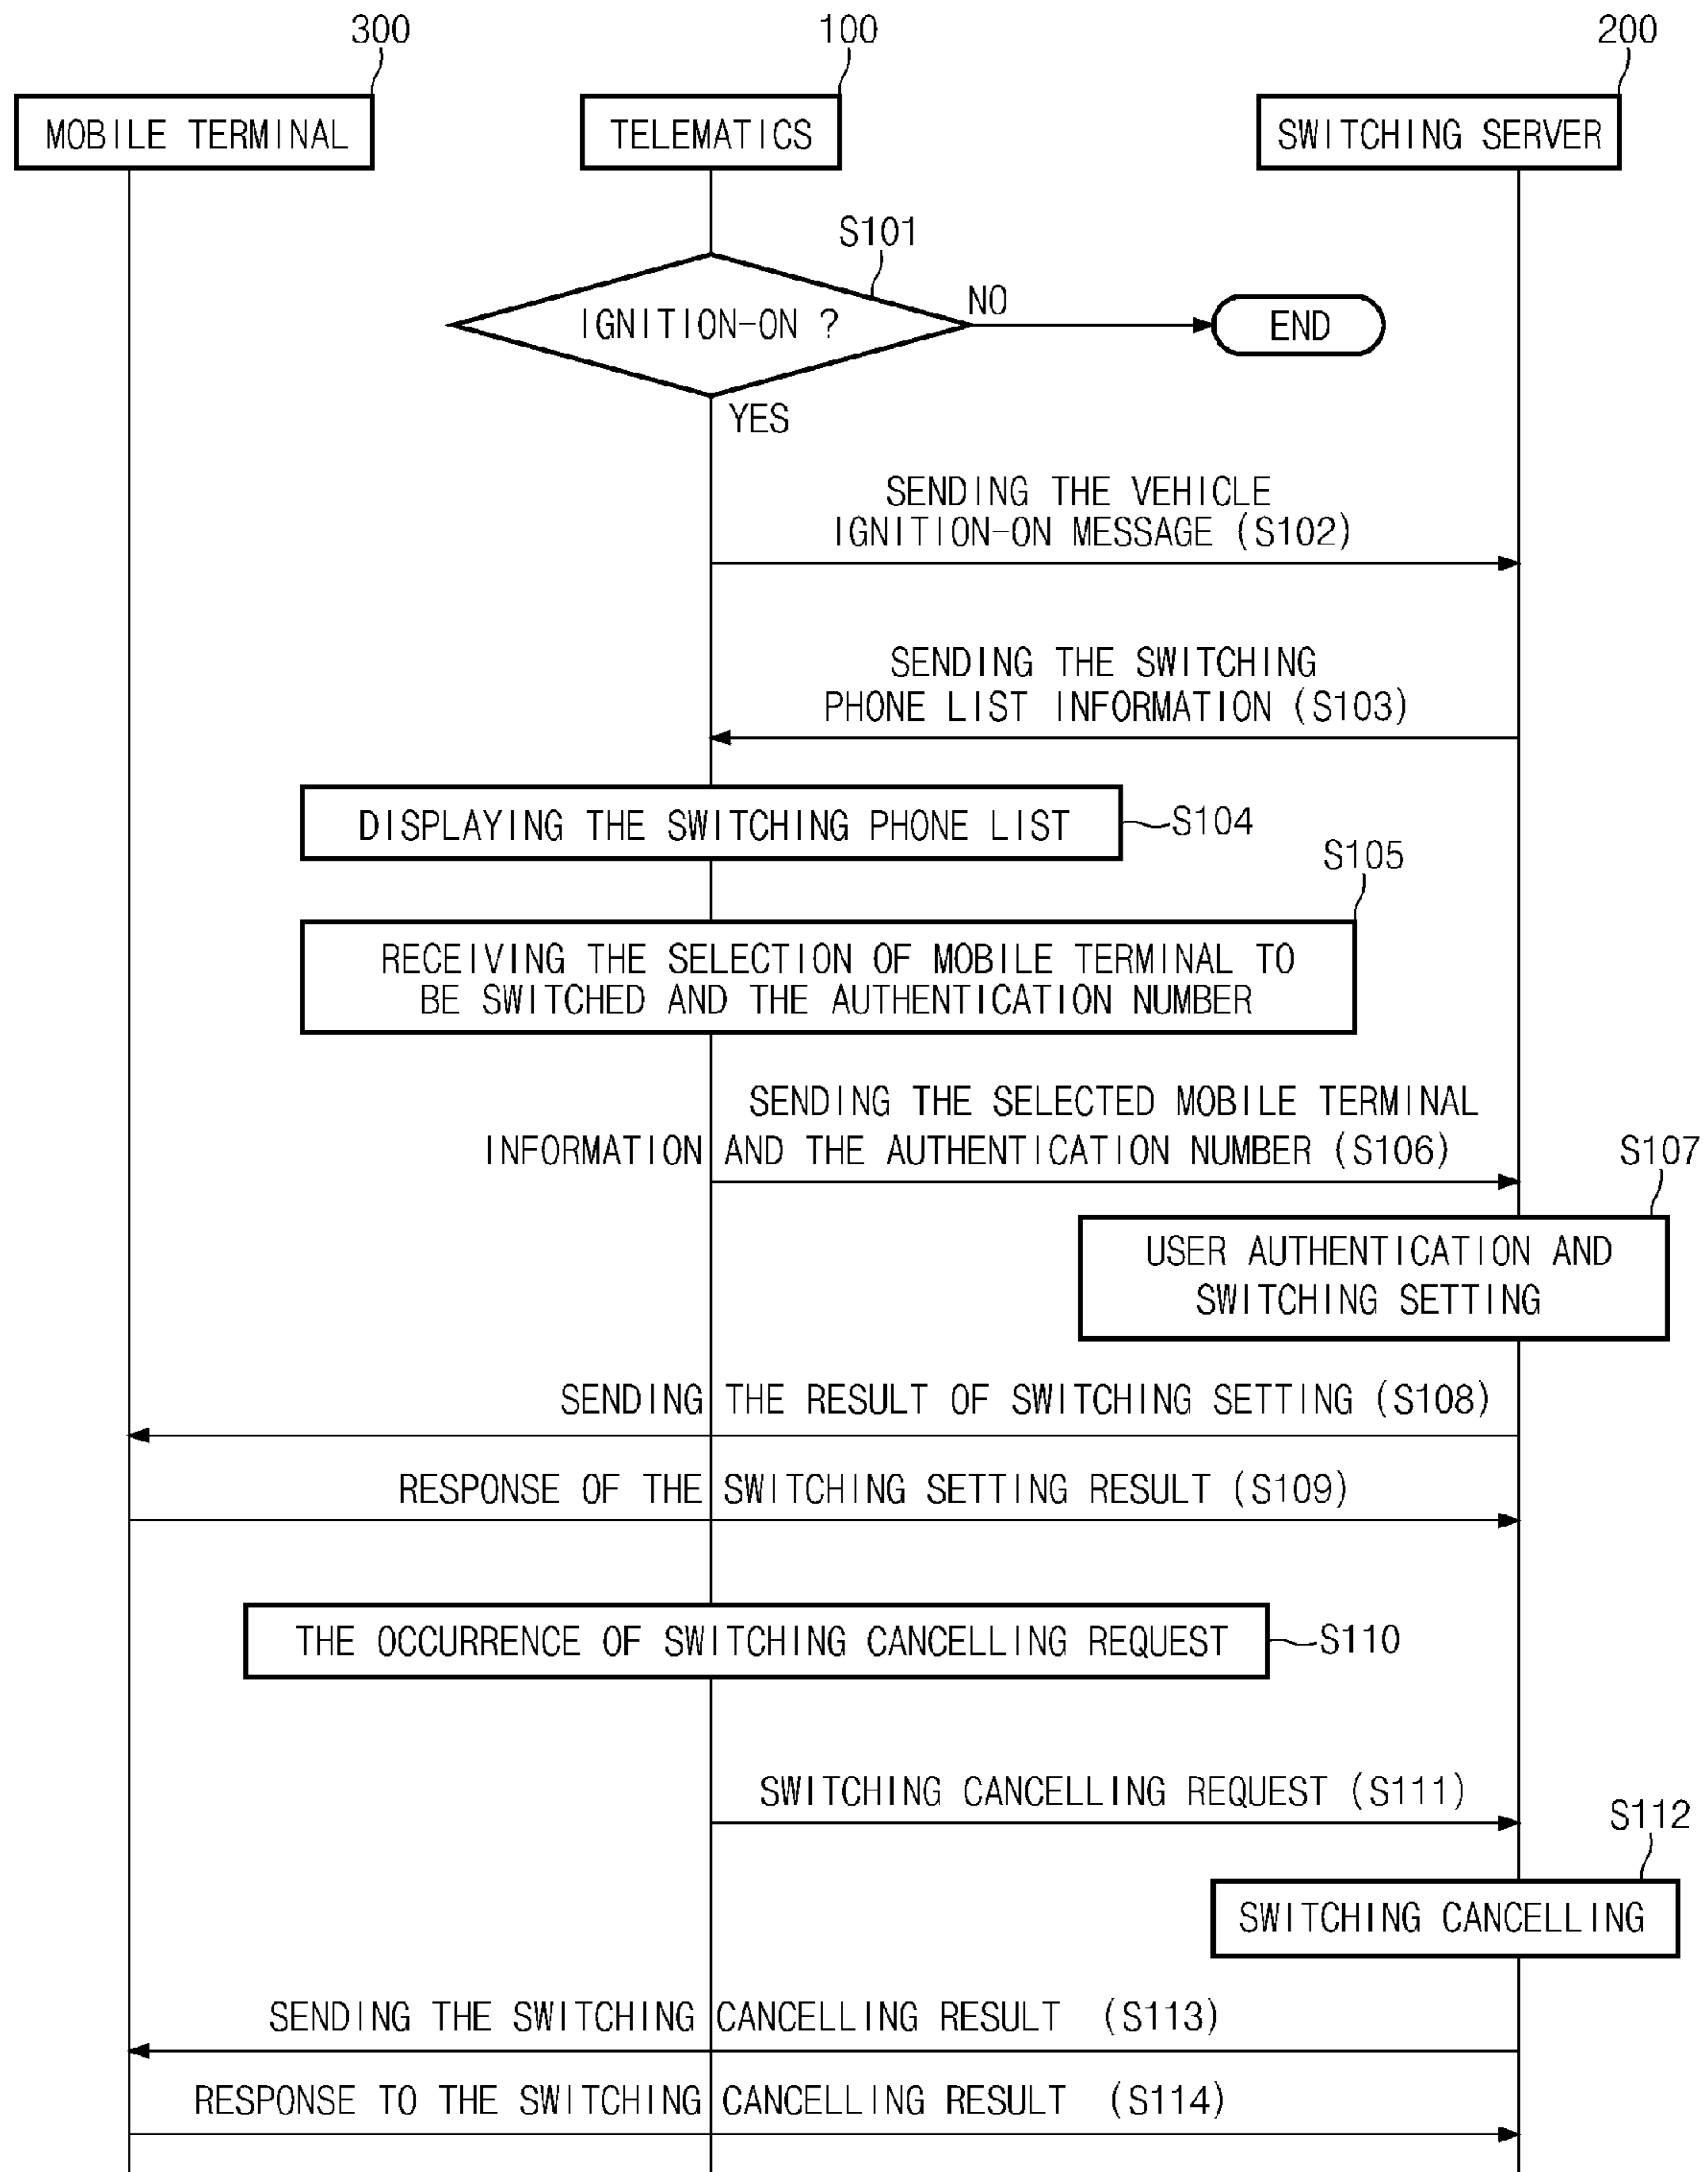 300
100
200
MOBILE TERMINAL
TELEMATICS
SWITCHING SERVER
S101
IGNITION-ON ?
NO
END
YES
SENDING THE VEHICLE
IGNITION-ON MESSAGE (S102)
SENDING THE SWITCHING
PHONE LIST INFORMATION (S103)
DISPLAYING THE SWITCHING PHONE LIST
S104
S105
RECEIVING THE SELECTION OF MOBILE TERMINAL TO
BE SWITCHED AND THE AUTHENTICATION NUMBER
SENDING THE SELECTED MOBILE TERMINAL
INFORMATION AND THE AUTHENTICATION NUMBER (S106)
S107
USER AUTHENTICATION AND
SWITCHING SETTING
SENDING THE RESULT OF SWITCHING SETTING (S108)
RESPONSE OF THE SWITCHING SETTING RESULT (S109)
THE OCCURRENCE OF SWITCHING CANCELLING REQUEST
S110
SWITCHING CANCELLING REQUEST (S111)
S112
SWITCHING CANCELLING
SENDING THE SWITCHING CANCELLING RESULT (S113)
RESPONSE TO THE SWITCHING CANCELLING RESULT (S114)